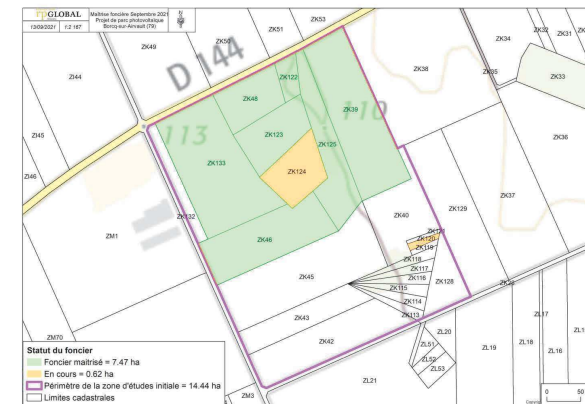 rpGLOBAL
13/09/2021 1:2 167
Maîtrise foncière Septembre 2021
Projet de parc photovoltaïque
Borcq-sur-Airvault (79)
ZK53
ZK51
ZK50
ZK49
ZK34
ZK32
ZK31
ZK35
ZK33
ZI44
D 144
ZK122
ZK48
ZK39
ZK38
113
110
ZI45
ZK123
ZK125
ZK36
ZK133
ZK124
ZI46
ZK37
ZK132
ZK40
ZK129
ZM1
ZK46
ZK121
ZK120
ZK119
ZK118
ZK117
ZK45
ZK116
ZK128
ZK115
ZK114
ZK43
ZK113
ZL17
ZM70
ZK42
ZL20
ZL51
ZL19
ZL18
ZL16
ZL52
ZL53
ZL21
ZM3
Statut du foncier
Foncier maitrisé = 7.47 ha
En cours = 0.62 ha
Périmètre de la zone d'études initiale = 14.44 ha
Limites cadastrales
0 50